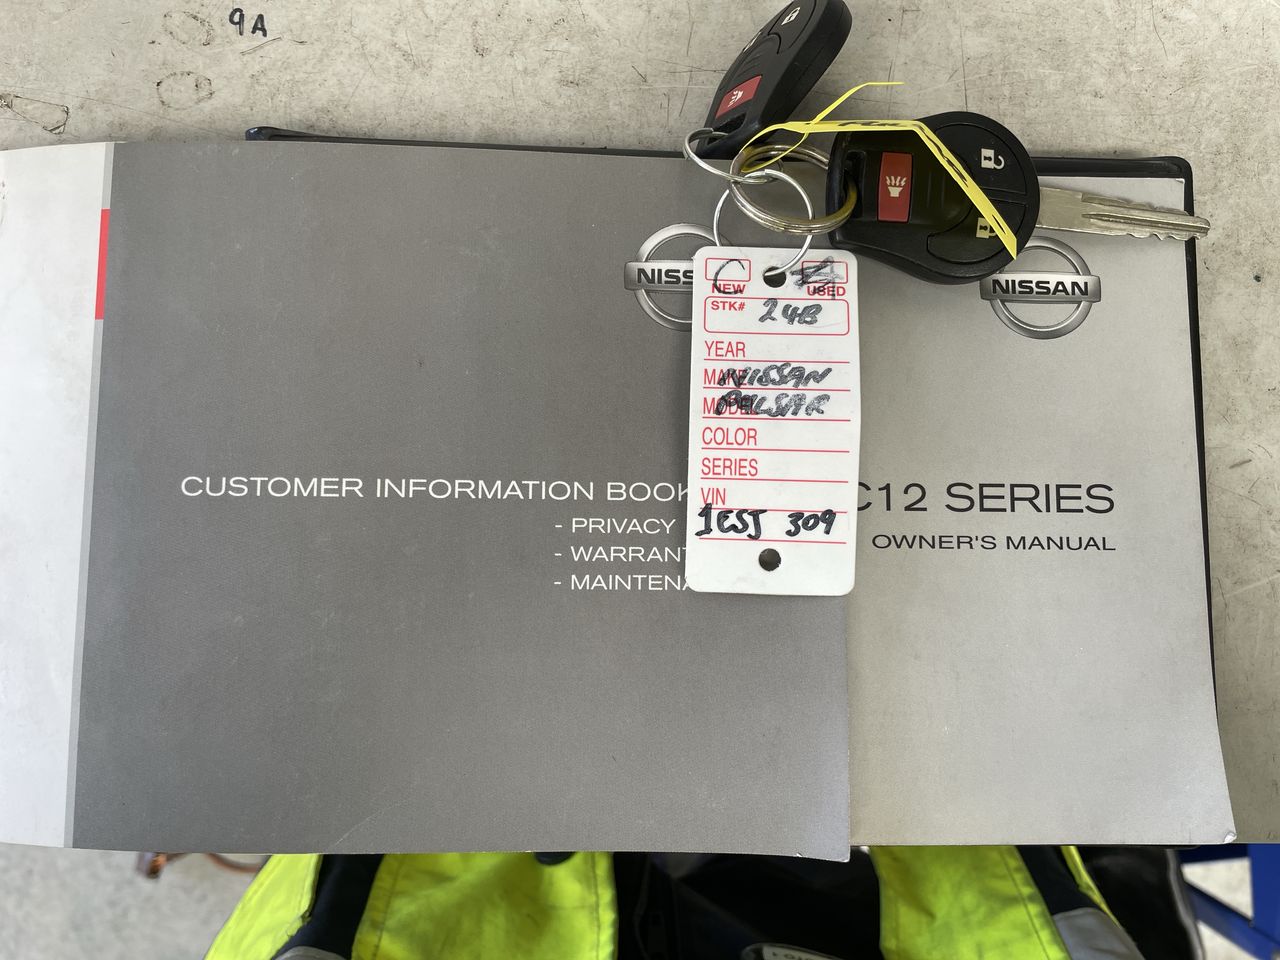 9A
NISS
NISSAN
NEW
USED
STK# 24B
YEAR
MAKE NISSAN
MODEL PULSAR
COLOR
SERIES
VIN
1ESJ 309
CUSTOMER INFORMATION BOOK
- PRIVACY
- WARRANT
- MAINTENA
C12 SERIES
OWNER'S MANUAL